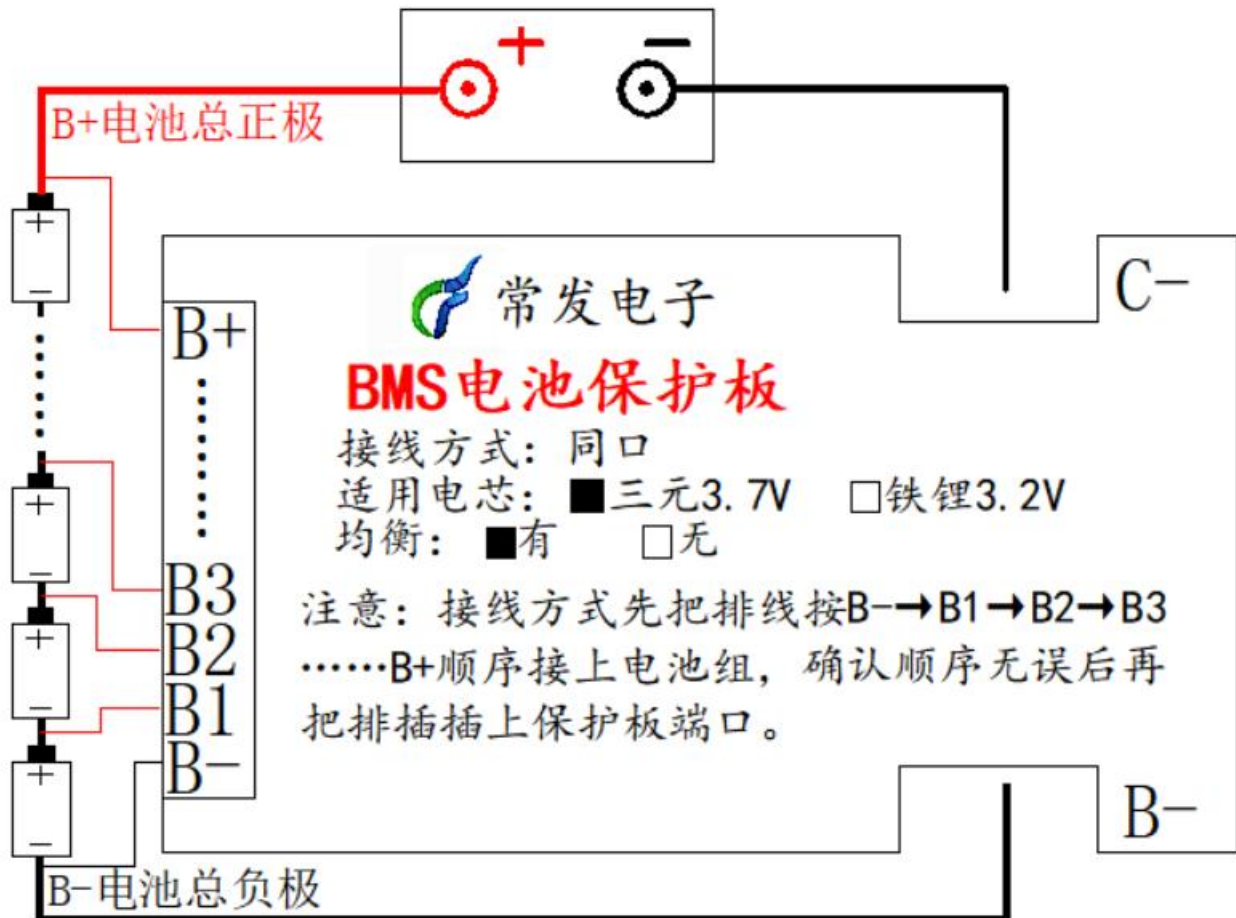 + −
B+电池总正极
+
−
常发电子
C-
B+
BMS电池保护板
接线方式：同口
适用电芯：■三元3.7V □铁锂3.2V
均衡：■有 □无
+
−
B3
注意：接线方式先把排线按B-→B1→B2→B3
……B+顺序接上电池组，确认顺序无误后再
把排插插上保护板端口。
+
−
B2
B1
B-
+
−
B-
B-电池总负极